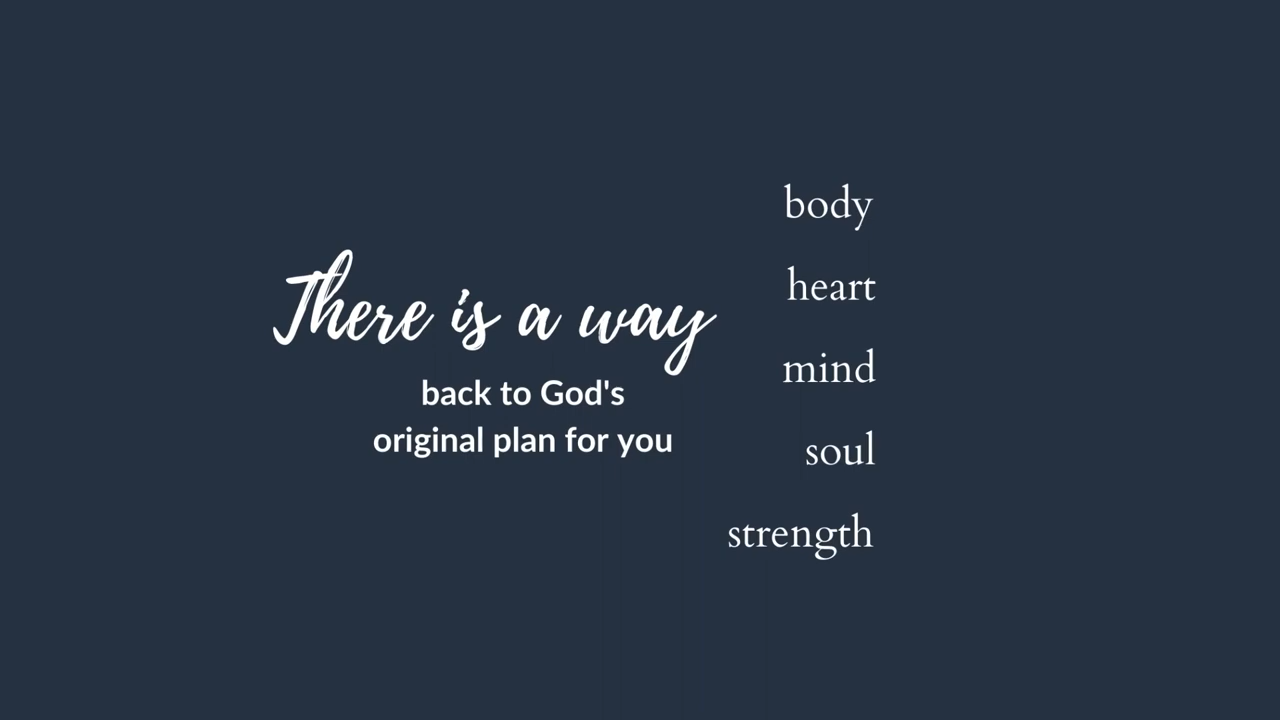 There is a way
back to God's
original plan for you
body
heart
mind
soul
strength